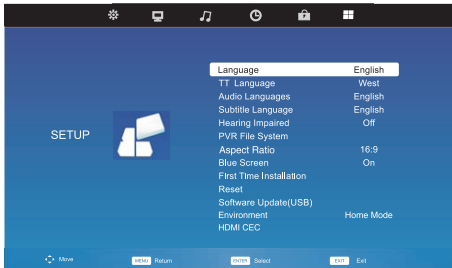 Language English
TT Language West
Audio Languages English
Subtitle Language English
Hearing Impaired Off
PVR File System
SETUP
Aspect Ratio 16:9
Blue Screen On
First Time Installation
Reset
Software Update(USB)
Environment Home Mode
HDMI CEC
Move MENU Return ENTER Select EXIT Exit